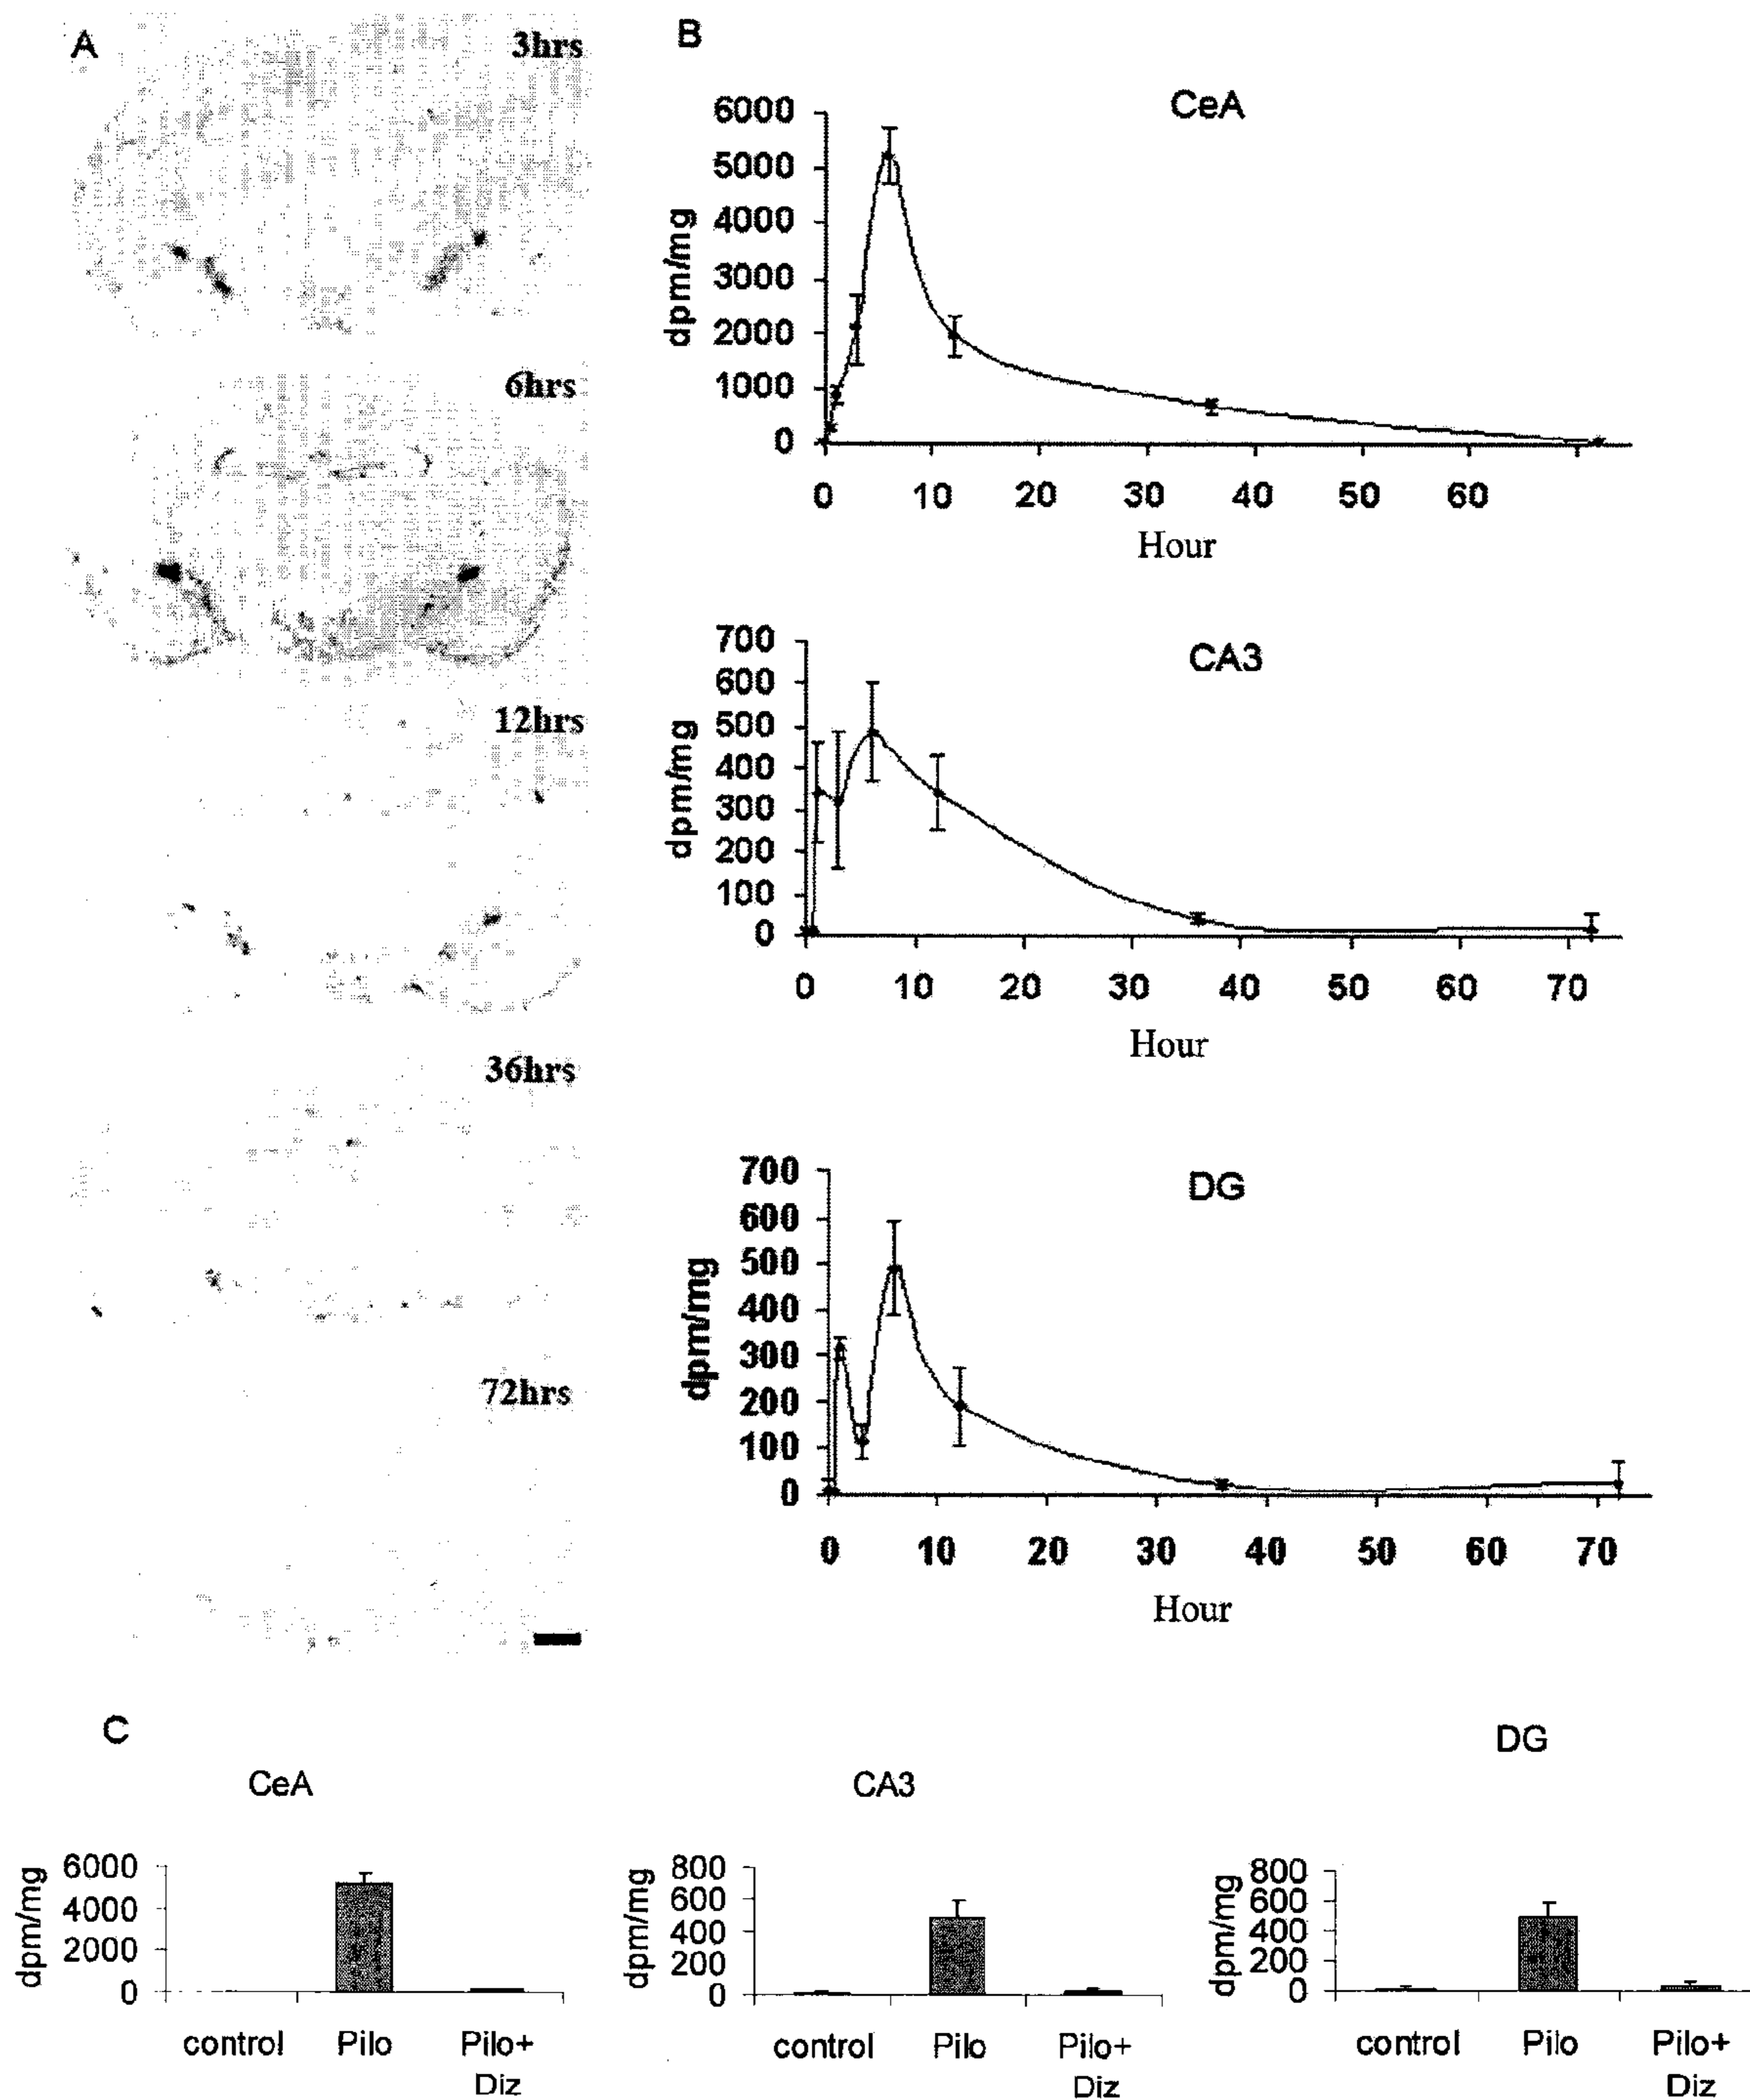 A
3hrs
6hrs
12hrs
36hrs
72hrs
B
CeA
6000
5000
4000
3000
2000
1000
0
dpm/mg
0 10 20 30 40 50 60
Hour
CA3
700
600
500
400
300
200
100
0
dpm/mg
0 10 20 30 40 50 60 70
Hour
DG
700
600
500
400
300
200
100
0
dpm/mg
0 10 20 30 40 50 60 70
Hour
C
CeA
6000
4000
2000
0
dpm/mg
control Pilo Pilo+
Diz
CA3
800
600
400
200
0
dpm/mg
control Pilo Pilo+
Diz
DG
800
600
400
200
0
dpm/mg
control Pilo Pilo+
Diz